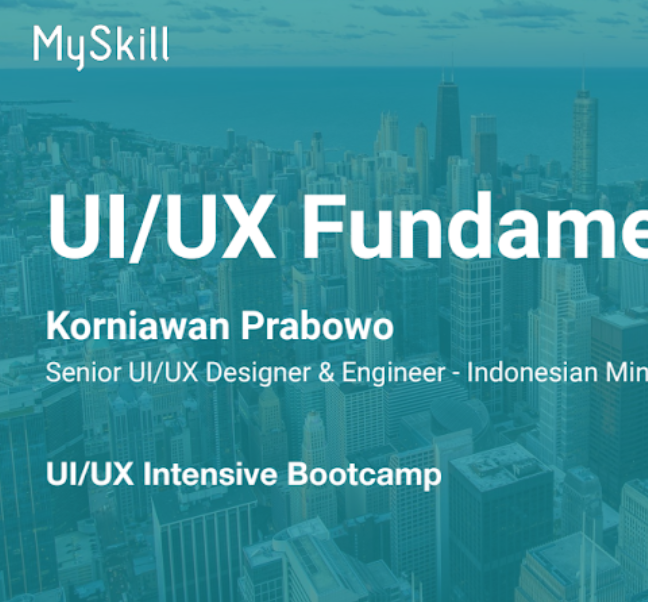 MySkill
UI/UX Fundame
Korniawan Prabowo
Senior UI/UX Designer & Engineer - Indonesian Min
UI/UX Intensive Bootcamp